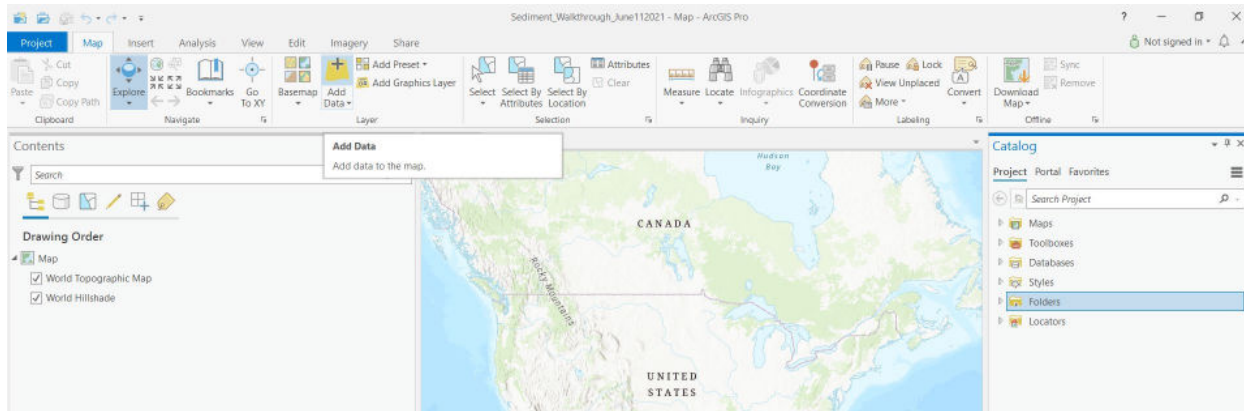 Sediment_Walkthrough_June112021 - Map - ArcGIS Pro
?
Project Map Insert Analysis View Edit Imagery Share
Not signed in
Paste
Cut
Copy
Copy Path
Clipboard
Explore
Bookmarks
Go
To XY
Navigate
Basemap
Add
Data
Add Preset
Add Graphics Layer
Layer
Select
Select By
Attributes
Select By
Location
Attributes
Clear
Selection
Measure
Locate
Infographics
Coordinate
Conversion
Inquiry
Pause
Lock
View Unplaced
More
Convert
Labeling
Download
Map
Sync
Remove
Offline
Contents
Search
Drawing Order
Map
World Topographic Map
World Hillshade
Add Data
Add data to the map.
Hudson
Bay
CANADA
Rocky Mountains
UNITED
STATES
Catalog
Project Portal Favorites
Search Project
Maps
Toolboxes
Databases
Styles
Folders
Locators